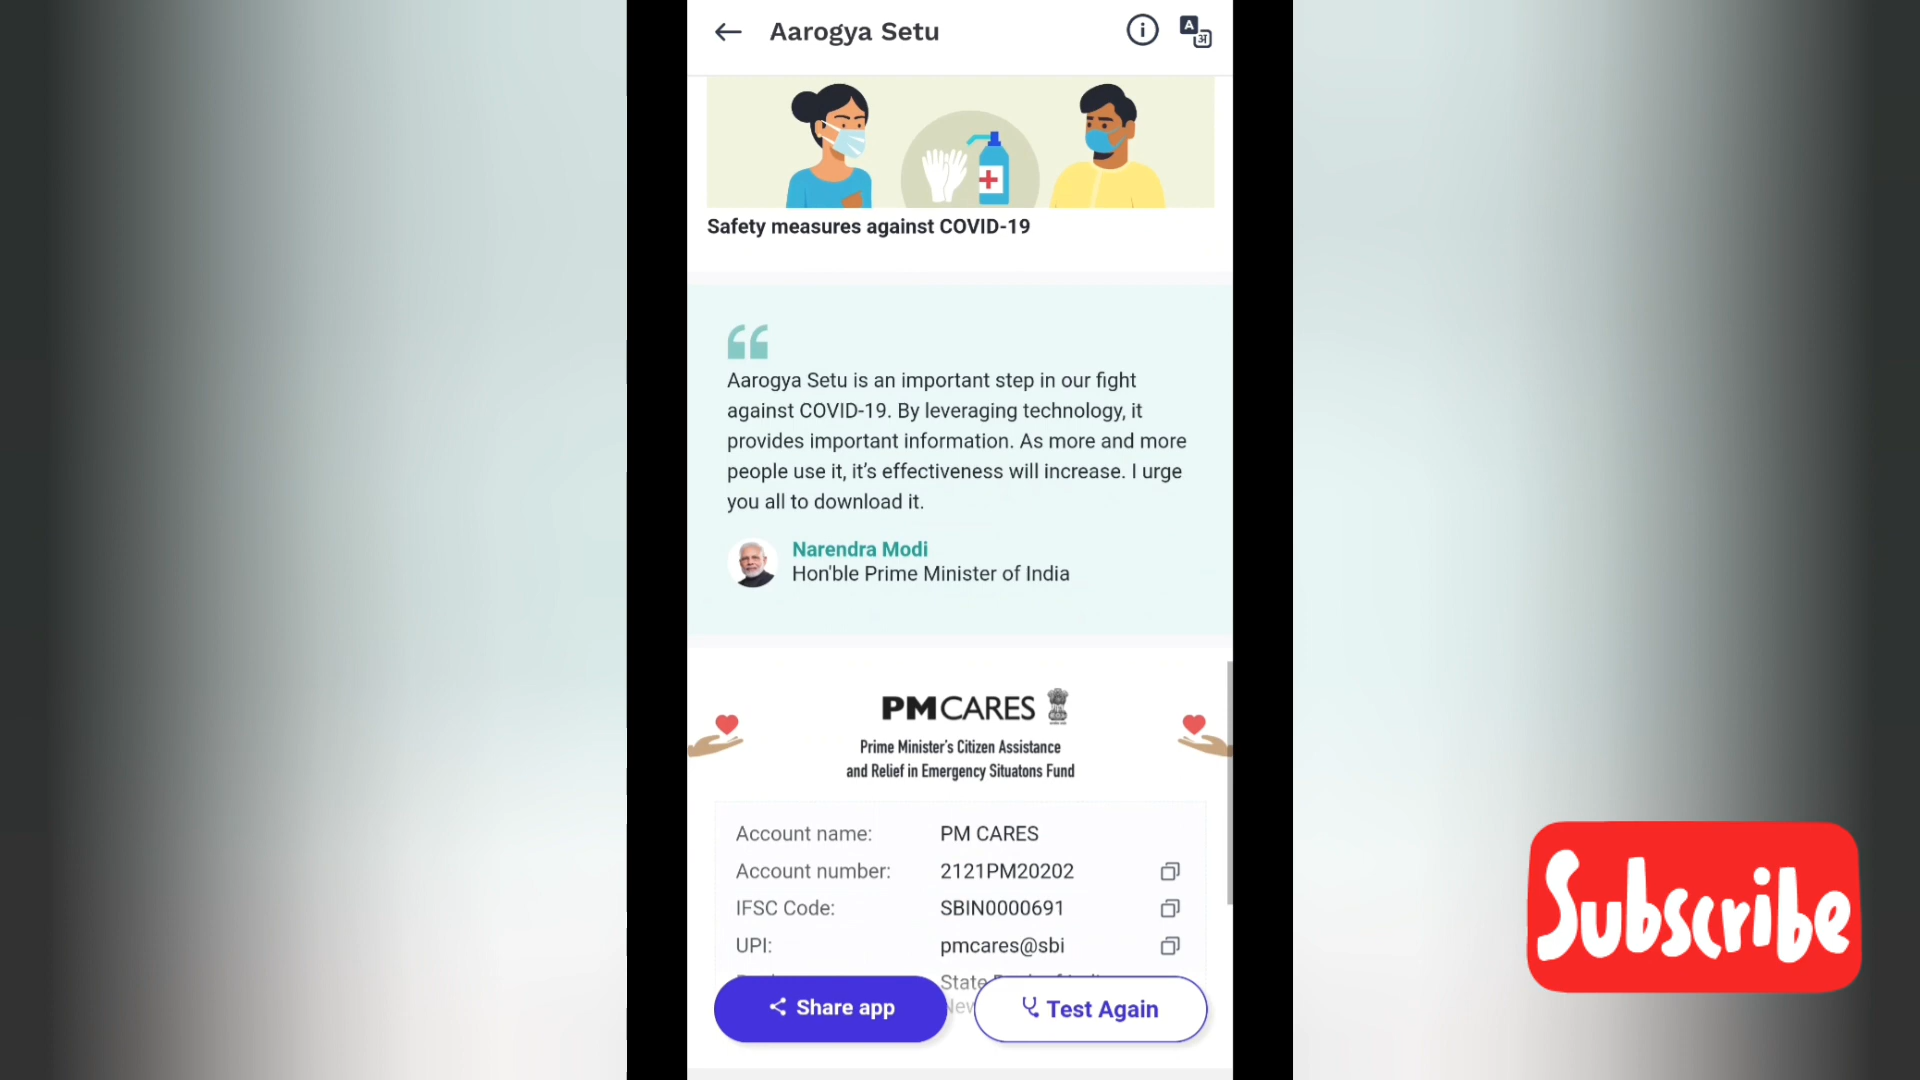 Aarogya Setu
Safety measures against COVID-19
Aarogya Setu is an important step in our fight
against COVID-19. By leveraging technology, it
provides important information. As more and more
people use it, it’s effectiveness will increase. I urge
you all to download it.
Narendra Modi
Hon'ble Prime Minister of India
PM CARES
Prime Minister's Citizen Assistance
and Relief in Emergency Situatons Fund
Account name: PM CARES
Account number: 2121PM20202
IFSC Code: SBIN0000691
UPI: pmcares@sbi
State
Share app
Test Again
Subscribe